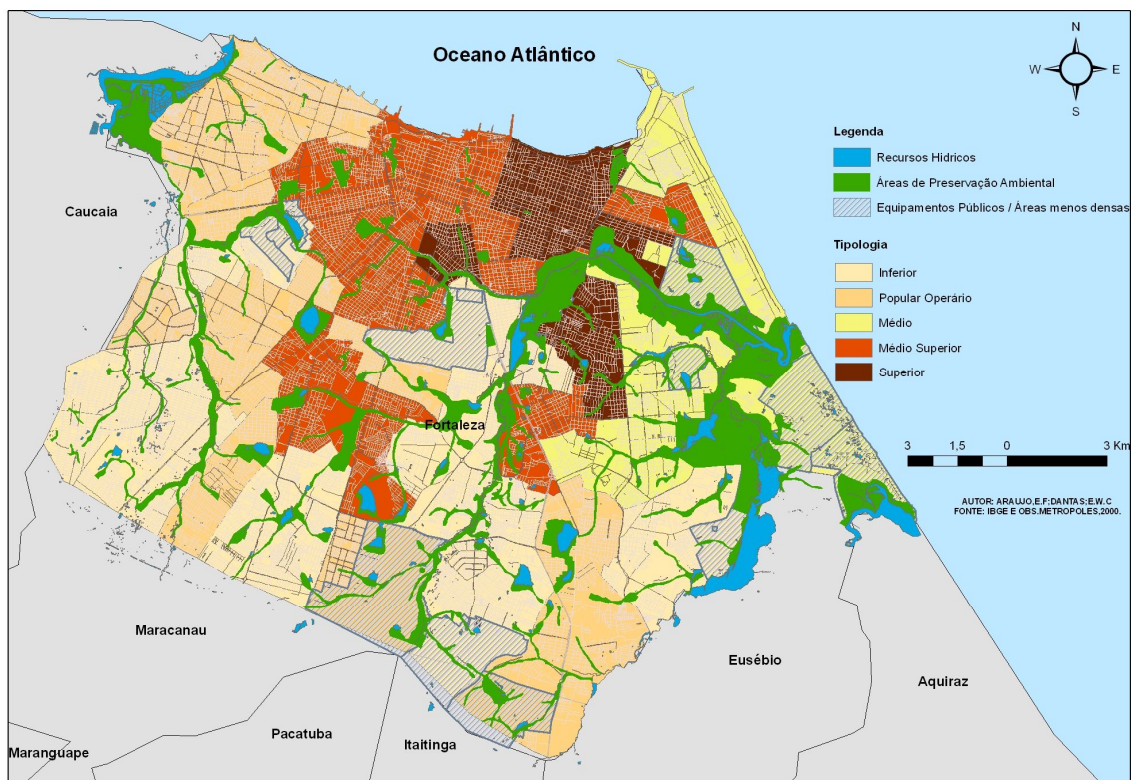 Oceano Atlântico
N
W
E
S
Legenda
Recursos Hidricos
Áreas de Preservação Ambiental
Equipamentos Públicos / Áreas menos densas
Tipologia
Inferior
Popular Operário
Médio
Médio Superior
Superior
3 1,5 0 3 Km
AUTOR: ARAUJO,E.F;DANTAS;E.W.C
FONTE: IBGE E OBS.METROPOLES,2000.
Caucaia
Fortaleza
Maracanau
Eusébio
Aquiraz
Pacatuba
Itaitinga
Maranguape